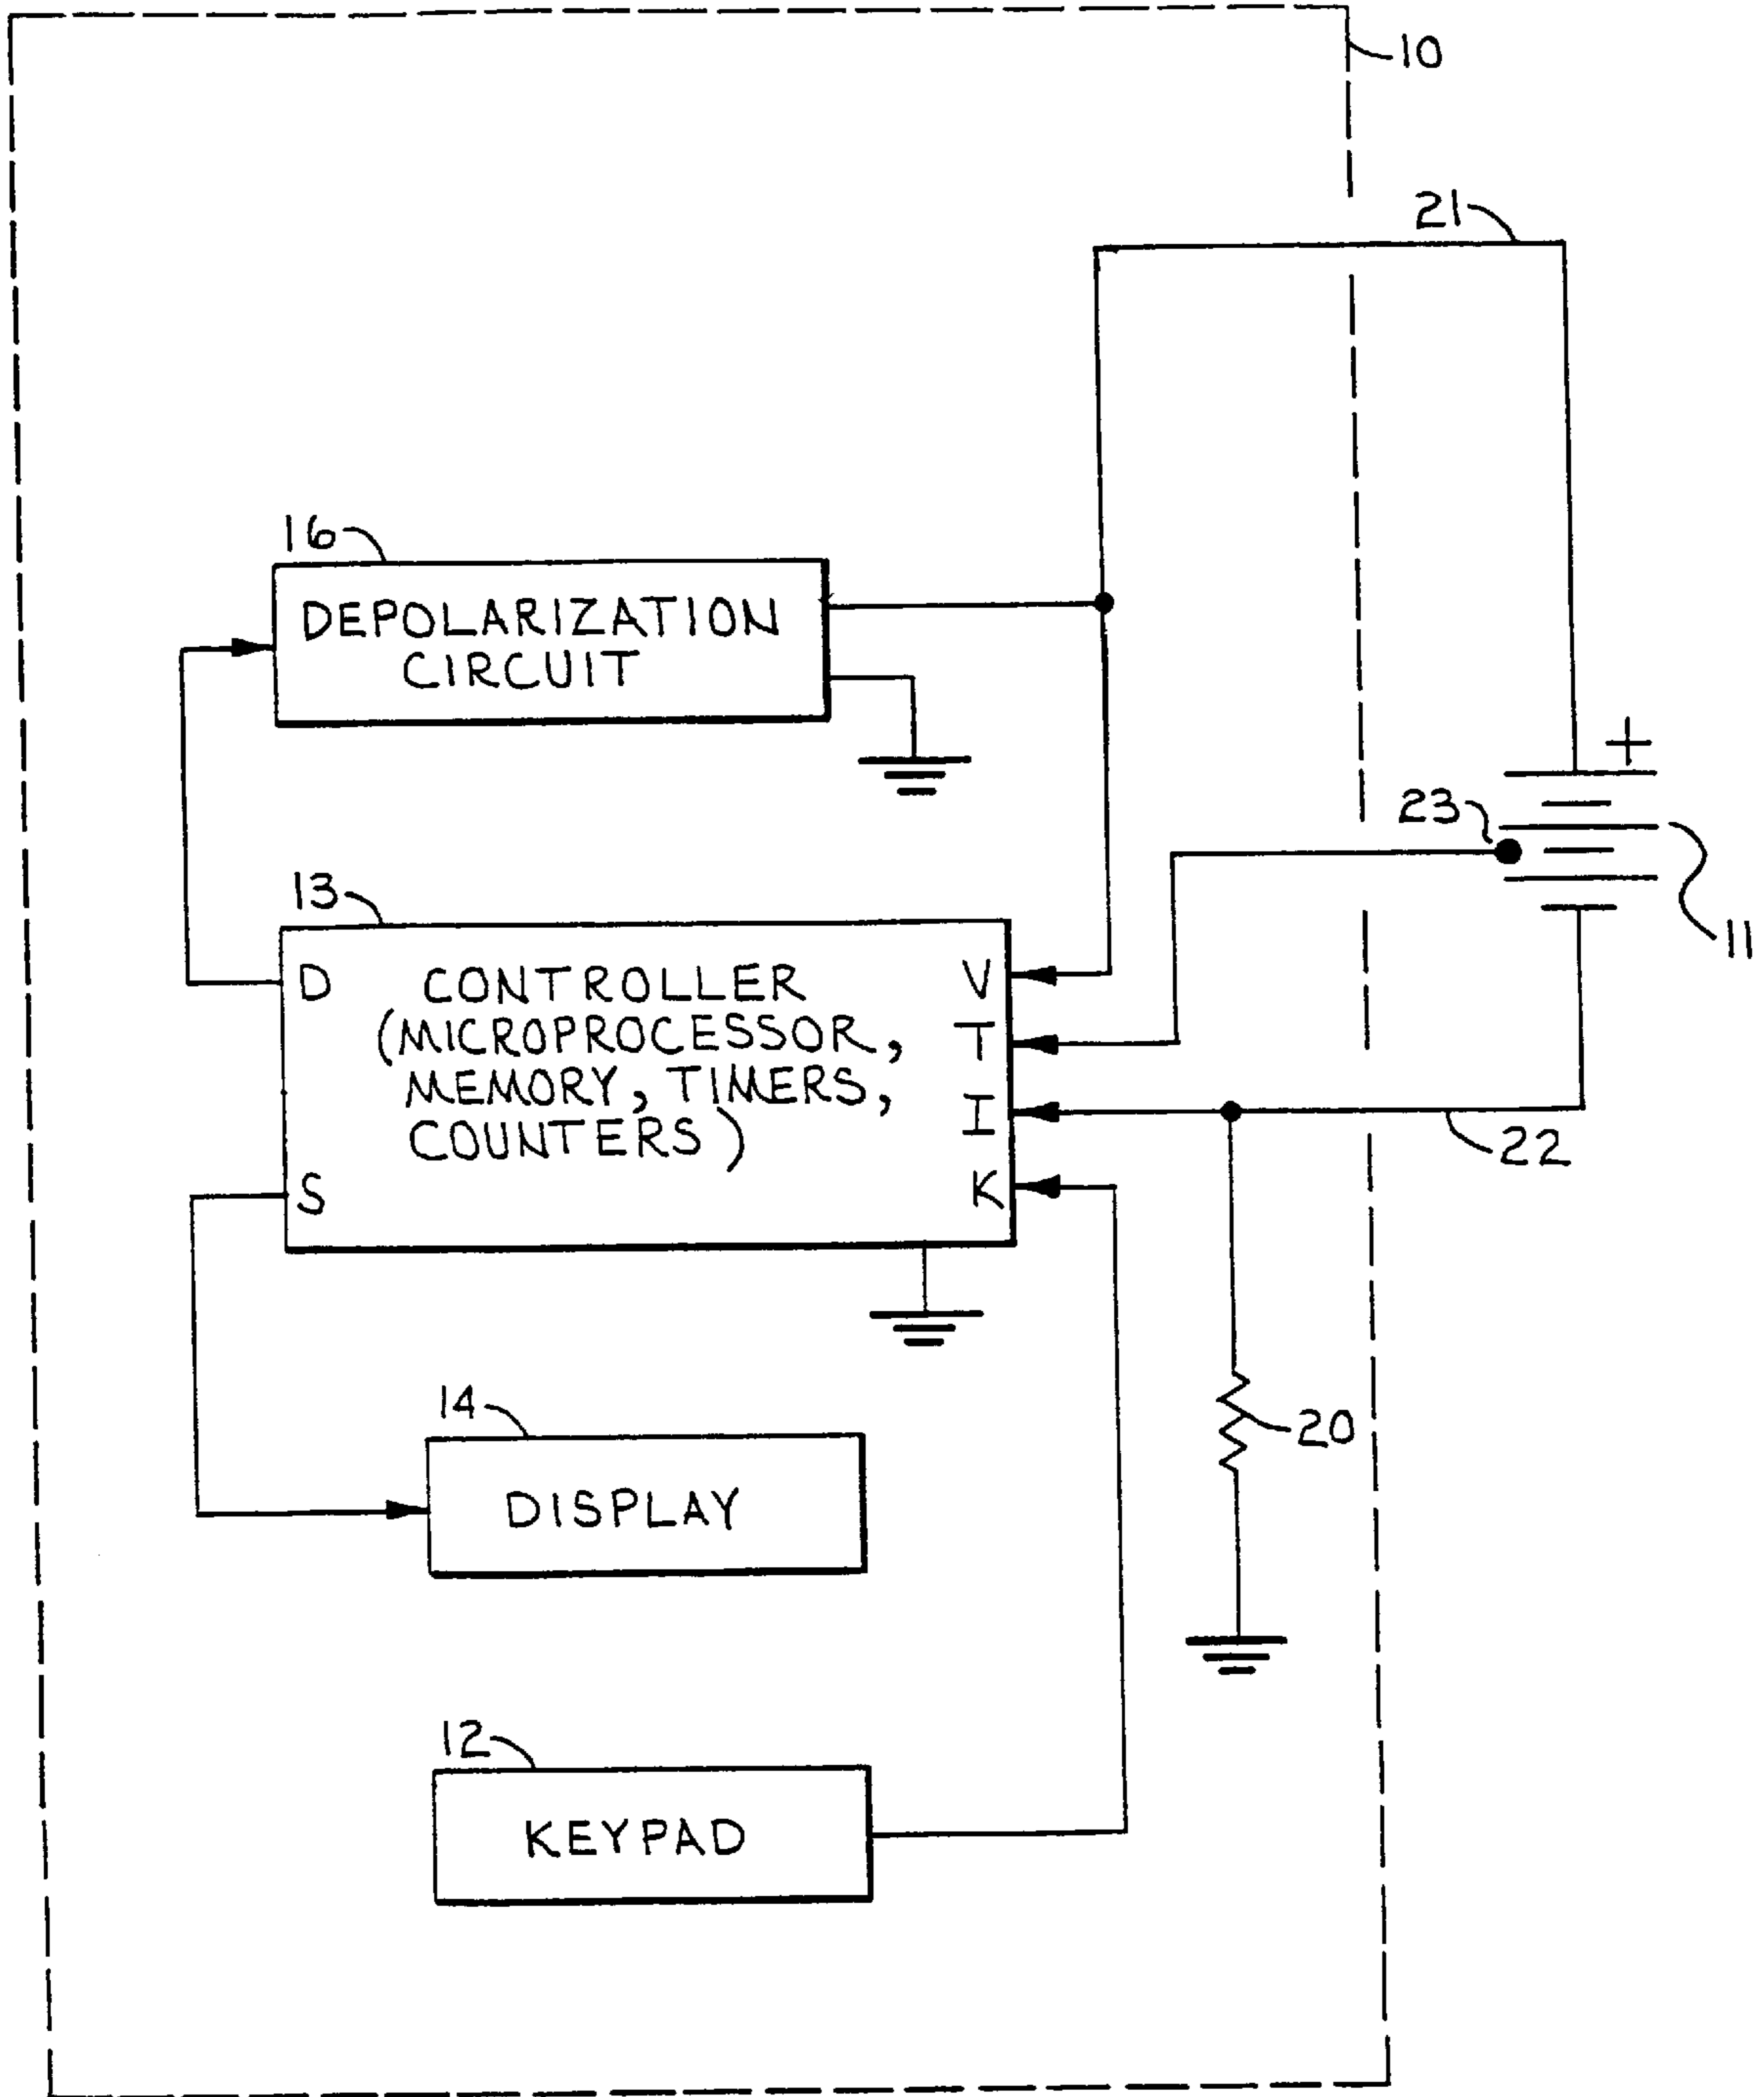 10
21
16
DEPOLARIZATION
CIRCUIT
+
23
11
13
D
CONTROLLER
(MICROPROCESSOR,
MEMORY, TIMERS,
COUNTERS)
V
T
I
K
S
22
14
DISPLAY
20
12
KEYPAD